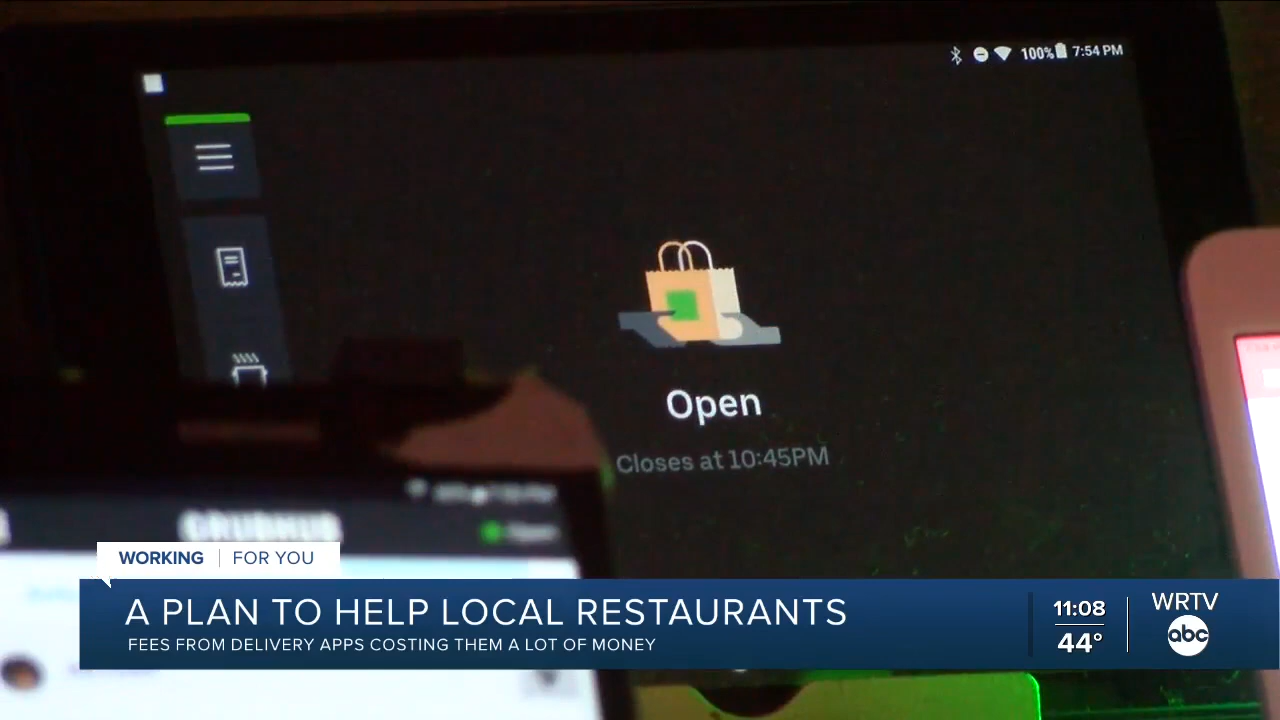 100% 7:54 PM
Open
Closes at 10:45PM
GRUBHUB
Open
WORKING FOR YOU
A PLAN TO HELP LOCAL RESTAURANTS
FEES FROM DELIVERY APPS COSTING THEM A LOT OF MONEY
11:08
44°
WRTV
abc